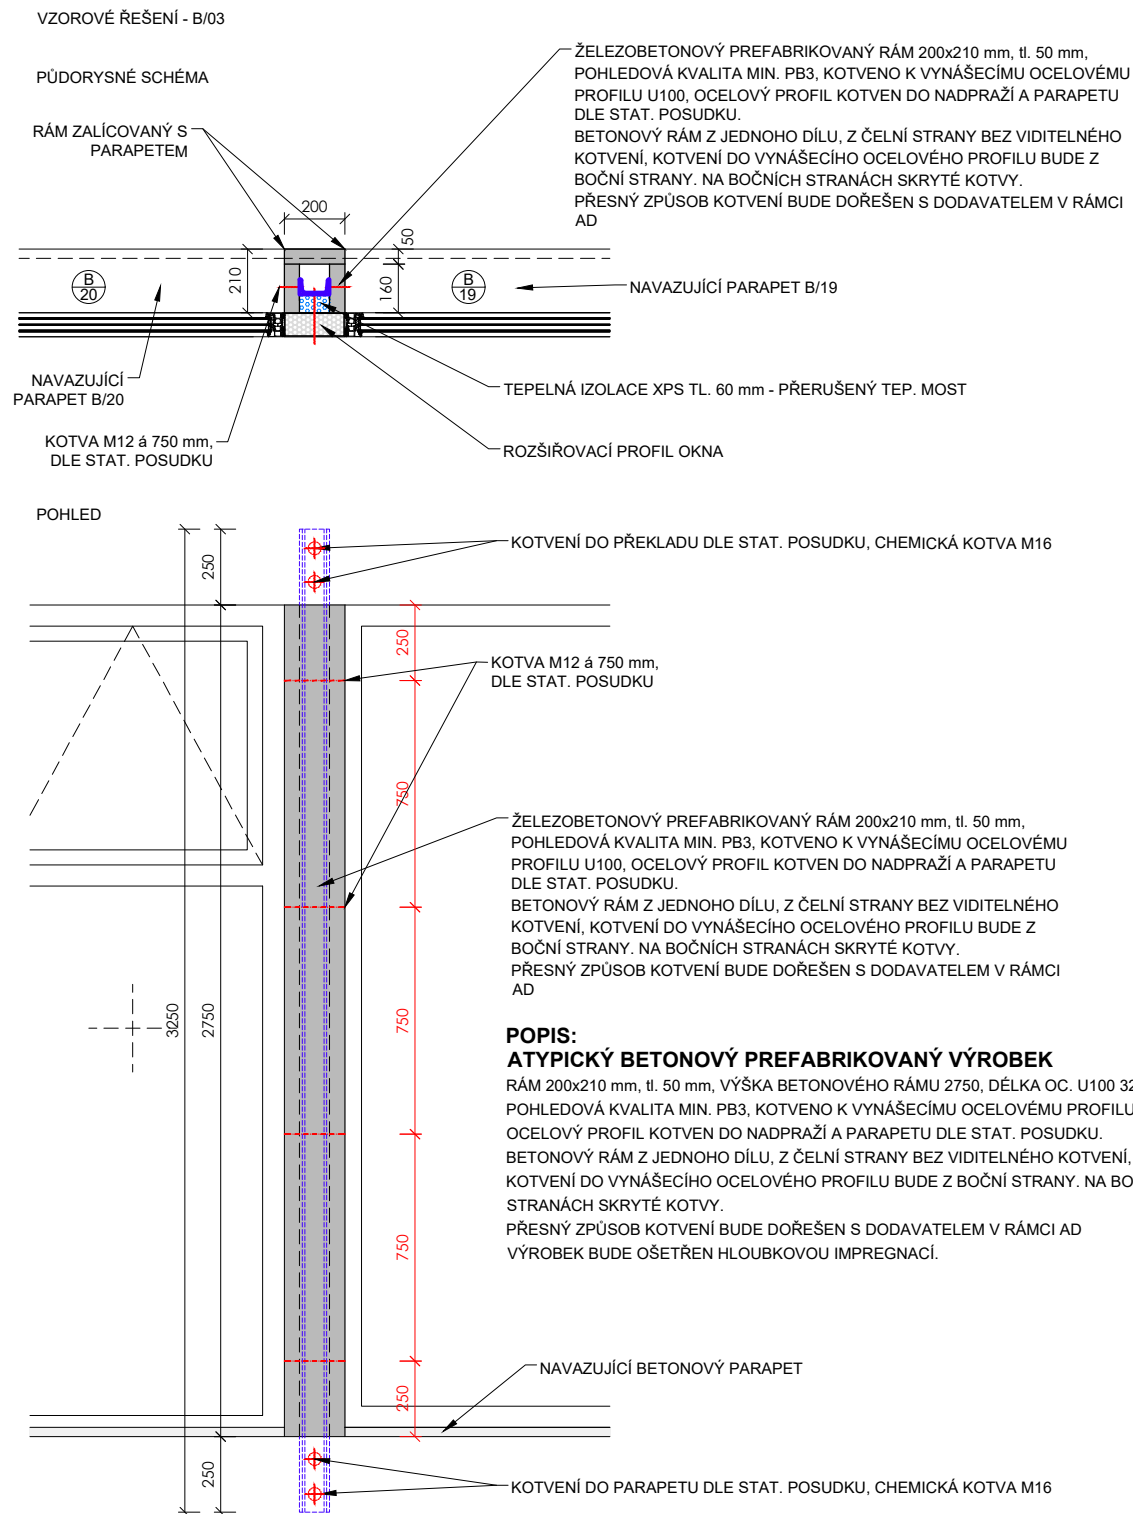 VZOROVÉ ŘEŠENÍ - B/03
PŮDORYSNÉ SCHÉMA
ŽELEZOBETONOVÝ PREFABRIKOVANÝ RÁM 200x210 mm, tl. 50 mm,
POHLEDOVÁ KVALITA MIN. PB3, KOTVENO K VYNÁŠECÍMU OCELOVÉMU
PROFILU U100, OCELOVÝ PROFIL KOTVEN DO NADPRAŽÍ A PARAPETU
DLE STAT. POSUDKU.
BETONOVÝ RÁM Z JEDNOHO DÍLU, Z ČELNÍ STRANY BEZ VIDITELNÉHO
KOTVENÍ, KOTVENÍ DO VYNÁŠECÍHO OCELOVÉHO PROFILU BUDE Z
BOČNÍ STRANY. NA BOČNÍCH STRANÁCH SKRYTÉ KOTVY.
PŘESNÝ ZPŮSOB KOTVENÍ BUDE DOŘEŠEN S DODAVATELEM V RÁMCI
AD
RÁM ZALÍCOVANÝ S
PARAPETEM
200
50
210
160
B
20
B
19
NAVAZUJÍCÍ PARAPET B/19
NAVAZUJÍCÍ
PARAPET B/20
TEPELNÁ IZOLACE XPS TL. 60 mm - PŘERUŠENÝ TEP. MOST
KOTVA M12 á 750 mm,
DLE STAT. POSUDKU
ROZŠIŘOVACÍ PROFIL OKNA
POHLED
KOTVENÍ DO PŘEKLADU DLE STAT. POSUDKU, CHEMICKÁ KOTVA M16
250
250
KOTVA M12 á 750 mm,
DLE STAT. POSUDKU
750
ŽELEZOBETONOVÝ PREFABRIKOVANÝ RÁM 200x210 mm, tl. 50 mm,
POHLEDOVÁ KVALITA MIN. PB3, KOTVENO K VYNÁŠECÍMU OCELOVÉMU
PROFILU U100, OCELOVÝ PROFIL KOTVEN DO NADPRAŽÍ A PARAPETU
DLE STAT. POSUDKU.
BETONOVÝ RÁM Z JEDNOHO DÍLU, Z ČELNÍ STRANY BEZ VIDITELNÉHO
KOTVENÍ, KOTVENÍ DO VYNÁŠECÍHO OCELOVÉHO PROFILU BUDE Z
BOČNÍ STRANY. NA BOČNÍCH STRANÁCH SKRYTÉ KOTVY.
PŘESNÝ ZPŮSOB KOTVENÍ BUDE DOŘEŠEN S DODAVATELEM V RÁMCI
AD
3250
2750
750
POPIS:
ATYPICKÝ BETONOVÝ PREFABRIKOVANÝ VÝROBEK
RÁM 200x210 mm, tl. 50 mm, VÝŠKA BETONOVÉHO RÁMU 2750, DÉLKA OC. U100 32
POHLEDOVÁ KVALITA MIN. PB3, KOTVENO K VYNÁŠECÍMU OCELOVÉMU PROFILU
OCELOVÝ PROFIL KOTVEN DO NADPRAŽÍ A PARAPETU DLE STAT. POSUDKU.
BETONOVÝ RÁM Z JEDNOHO DÍLU, Z ČELNÍ STRANY BEZ VIDITELNÉHO KOTVENÍ,
KOTVENÍ DO VYNÁŠECÍHO OCELOVÉHO PROFILU BUDE Z BOČNÍ STRANY. NA BO
STRANÁCH SKRYTÉ KOTVY.
PŘESNÝ ZPŮSOB KOTVENÍ BUDE DOŘEŠEN S DODAVATELEM V RÁMCI AD
VÝROBEK BUDE OŠETŘEN HLOUBKOVOU IMPREGNACÍ.
750
NAVAZUJÍCÍ BETONOVÝ PARAPET
250
250
KOTVENÍ DO PARAPETU DLE STAT. POSUDKU, CHEMICKÁ KOTVA M16